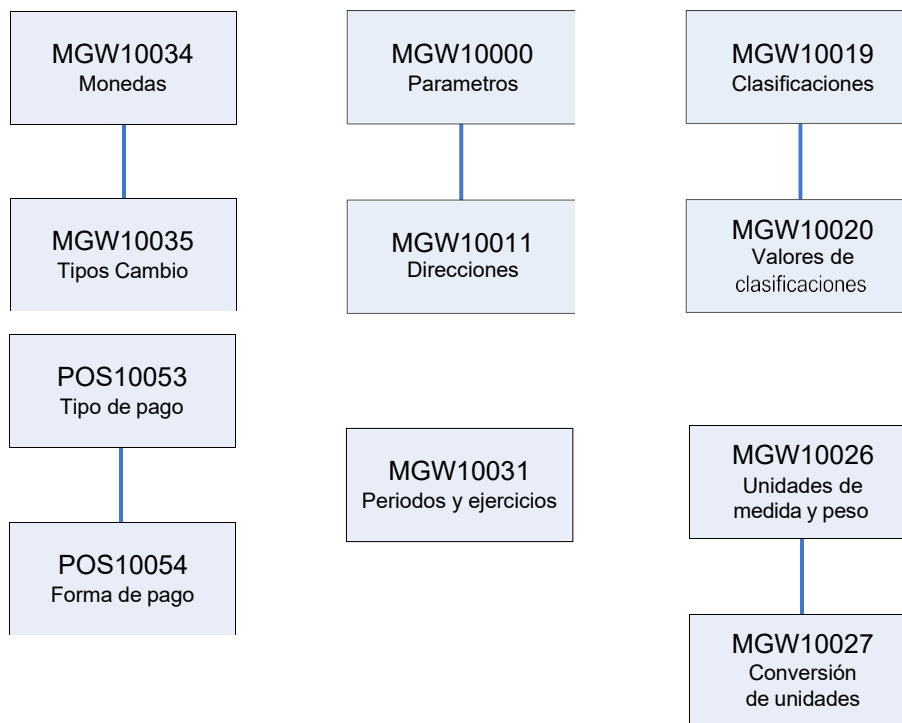 MGW10034
Monedas
MGW10000
Parametros
MGW10019
Clasificaciones
MGW10035
Tipos Cambio
MGW10011
Direcciones
MGW10020
Valores de
clasificaciones
POS10053
Tipo de pago
MGW10031
Periodos y ejercicios
MGW10026
Unidades de
medida y peso
POS10054
Forma de pago
MGW10027
Conversión
de unidades